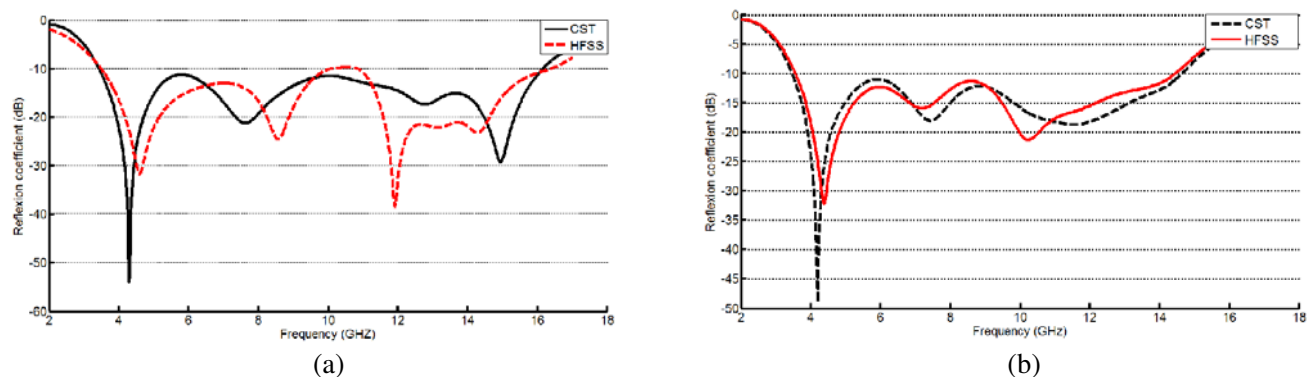 0
-10
-20
-30
-40
-50
-60
Reflexion coefficient (dB)
2 4 6 8 10 12 14 16 18
Frequency (GHZ)
CST
HFSS
(a)
0
-5
-10
-15
-20
-25
-30
-35
-40
-45
-50
Reflexion coefficient (dB)
2 4 6 8 10 12 14 16 18
Frequency (GHz)
CST
HFSS
(b)